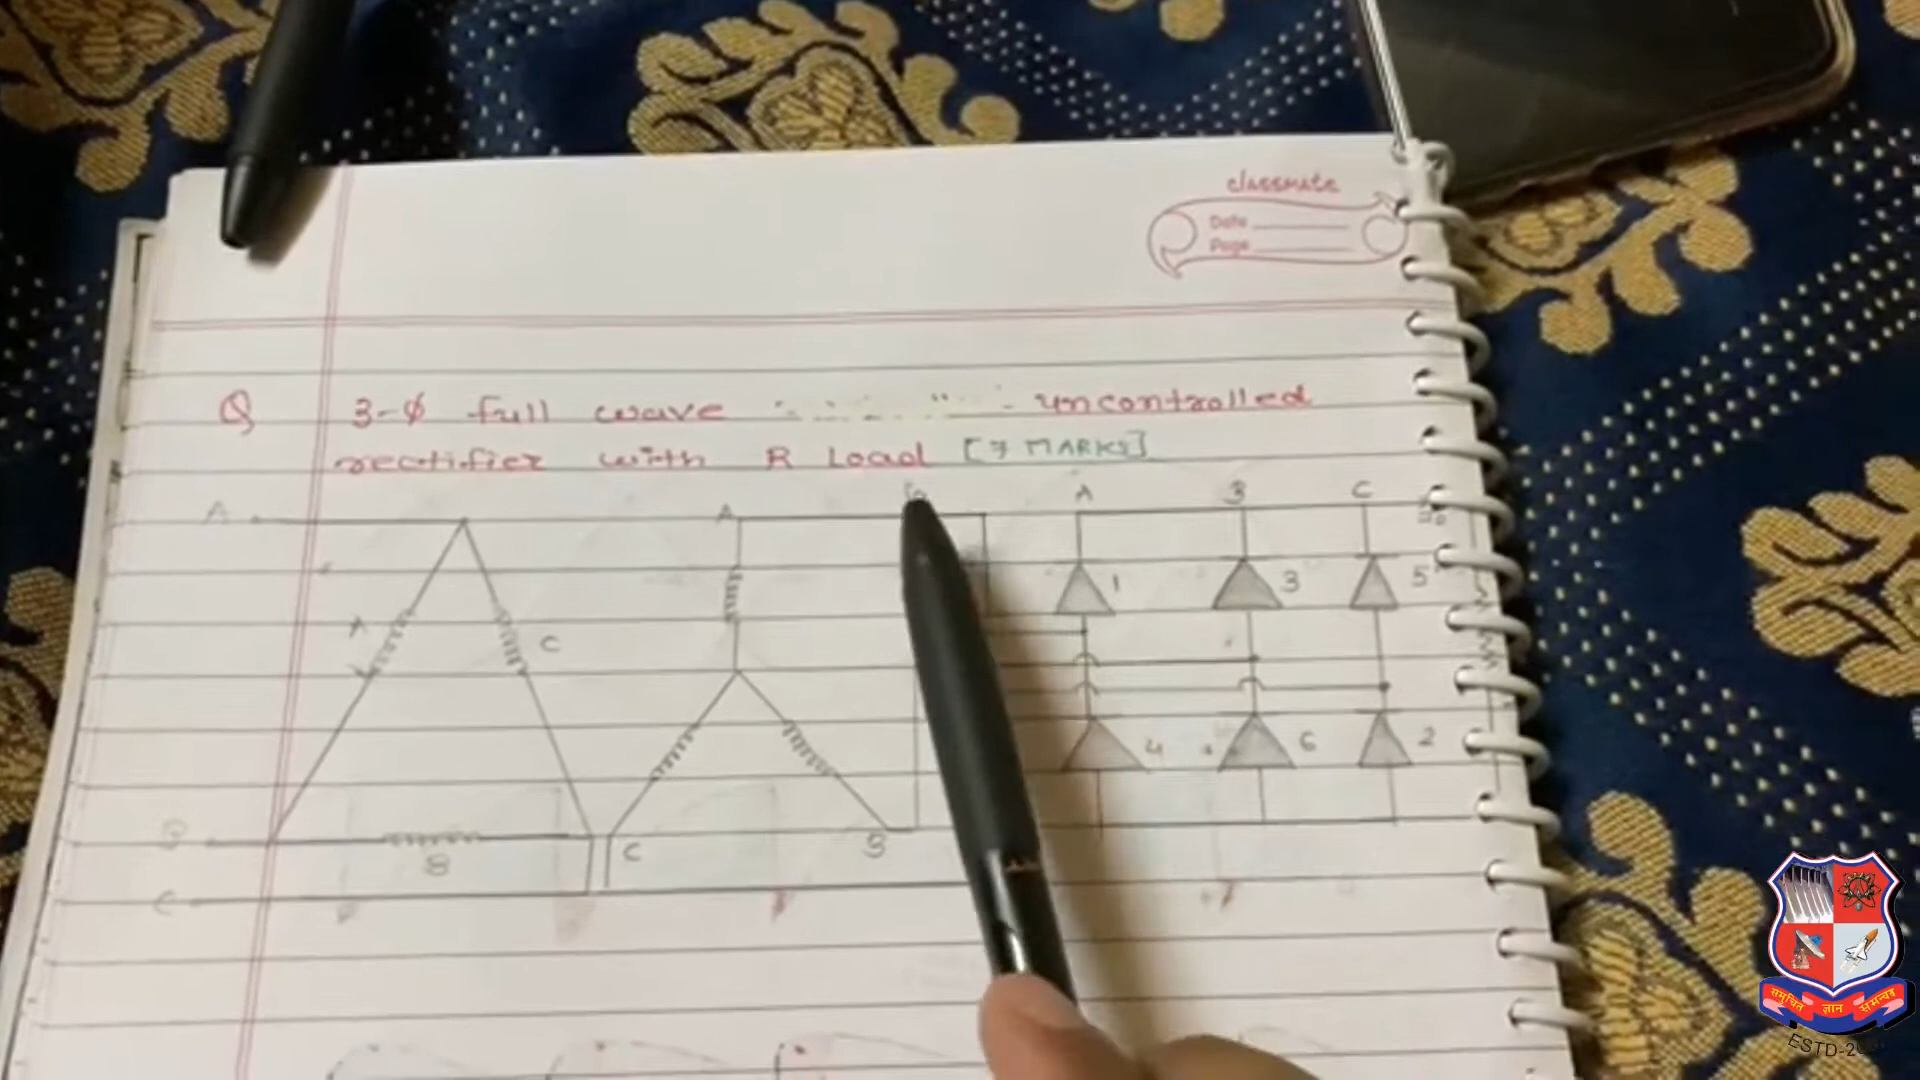 classmate
Date
Page
Q 3-φ full wave uncontrolled
rectifier with R Load [7 MARKS]
A A A B C
1 3 5
A C
4 6 2
B B C B
C
समुचित ज्ञान समन्वय